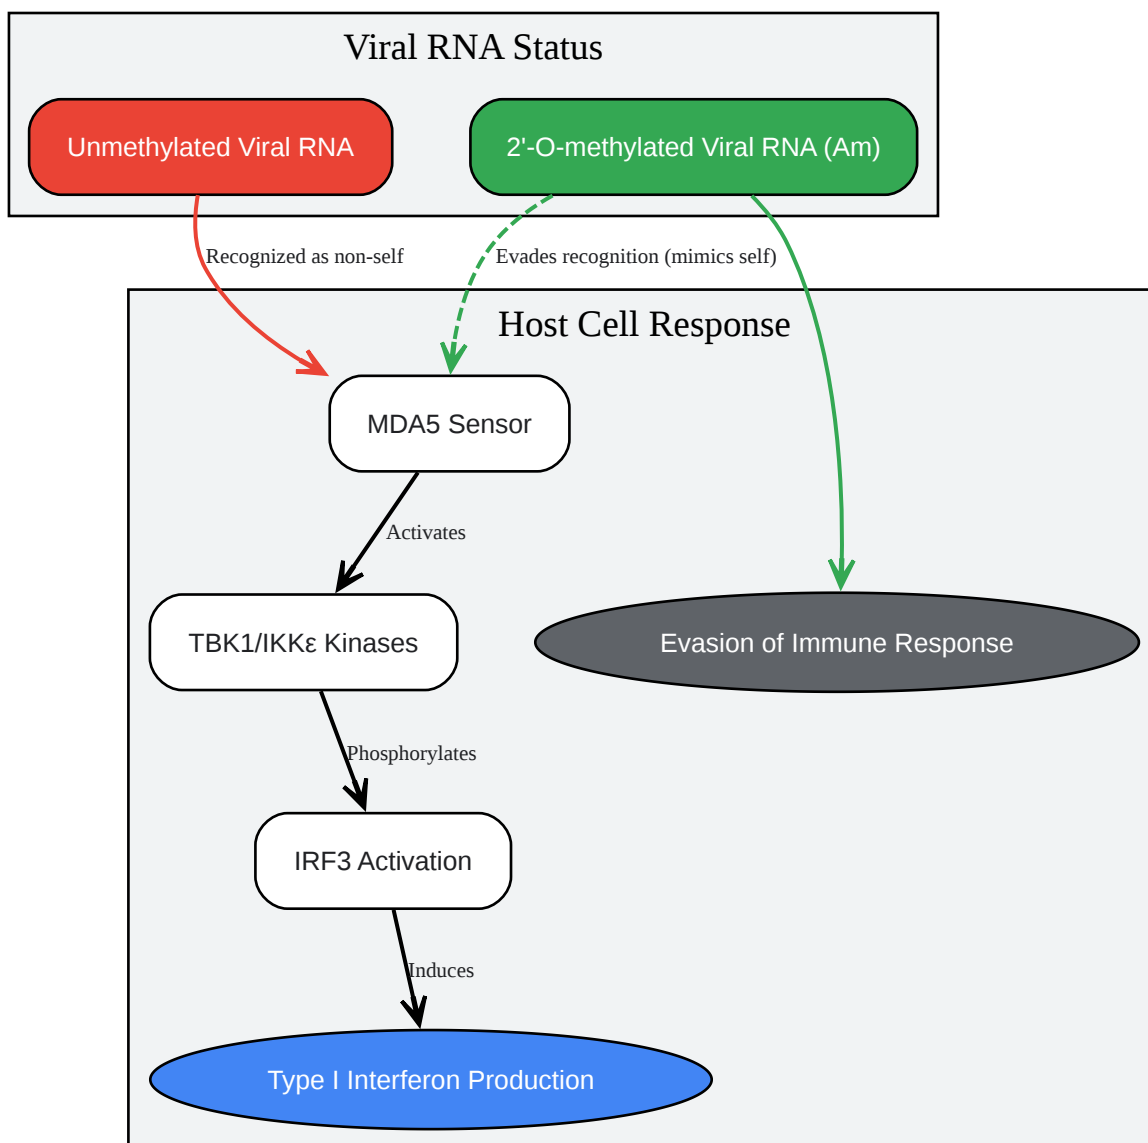 Viral RNA Status
Unmethylated Viral RNA
2'-O-methylated Viral RNA (Am)
Recognized as non-self
Evades recognition (mimics self)
Host Cell Response
MDA5 Sensor
Activates
TBK1/IKKε Kinases
Evasion of Immune Response
Phosphorylates
IRF3 Activation
Induces
Type I Interferon Production